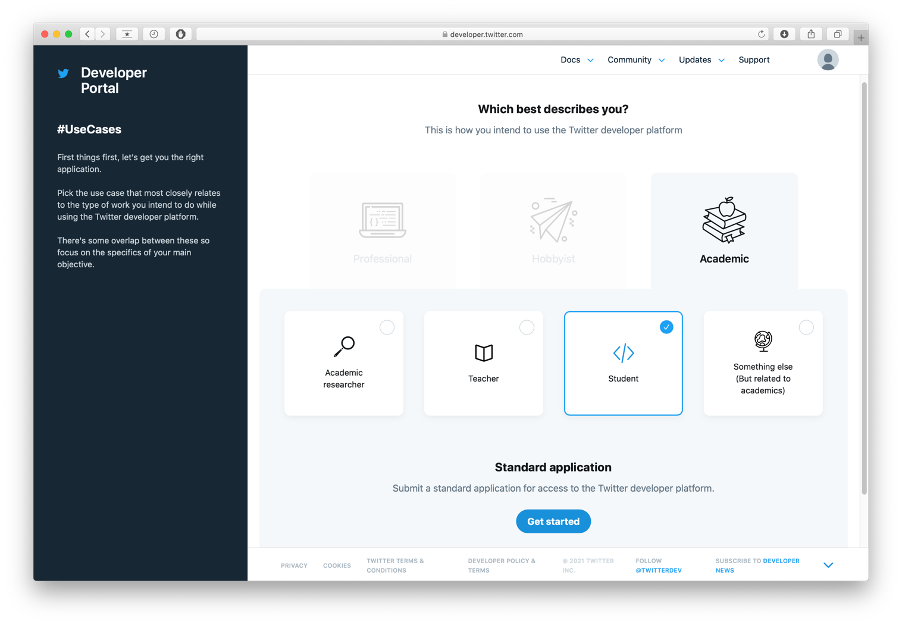 developer.twitter.com
Developer
Portal
#UseCases
First things first, let's get you the right
application.
Pick the use case that most closely relates
to the type of work you intend to do while
using the Twitter developer platform.
There's some overlap between these so
focus on the specifics of your main
objective.
Docs Community Updates Support
Which best describes you?
This is how you intend to use the Twitter developer platform
Professional
Hobbyist
Academic
Academic
researcher
Teacher
Student
Something else
(But related to
academics)
Standard application
Submit a standard application for access to the Twitter developer platform.
Get started
PRIVACY
COOKIES
TWITTER TERMS &
CONDITIONS
DEVELOPER POLICY &
TERMS
© 2021 TWITTER
INC.
FOLLOW
@TWITTERDEV
SUBSCRIBE TO DEVELOPER
NEWS